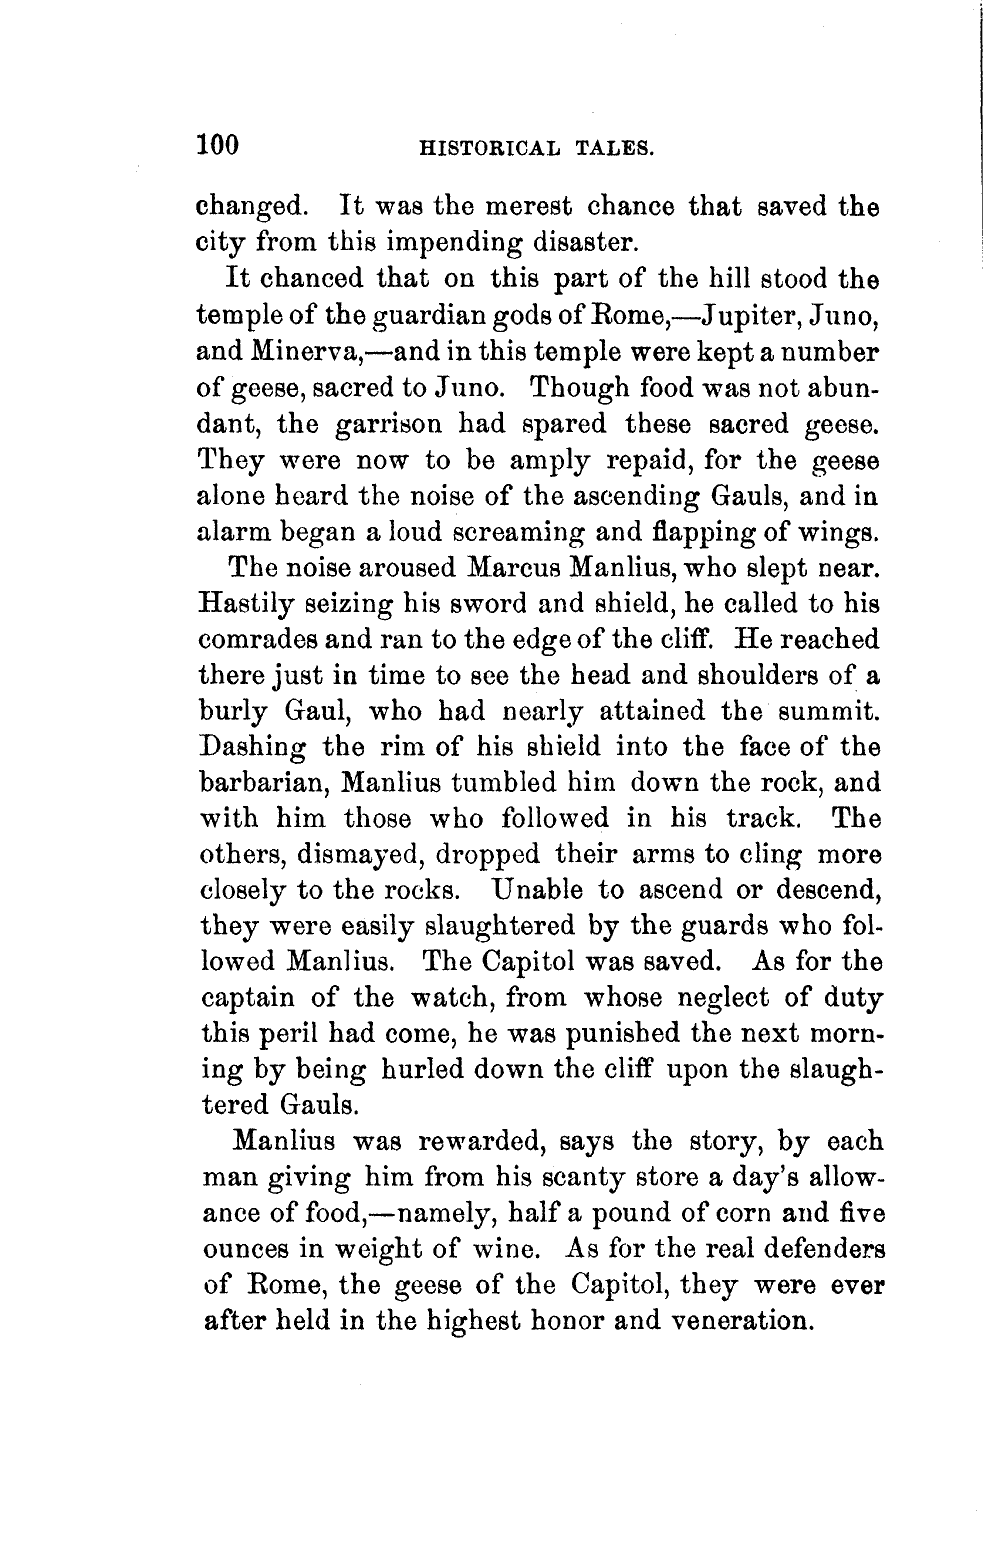 100 HISTORICAL TALES.
changed. It was the merest chance that saved the
city from this impending disaster.
It chanced that on this part of the hill stood the
temple of the guardian gods of Rome,—Jupiter, Juno,
and Minerva,—and in this temple were kept a number
of geese, sacred to Juno. Though food was not abun-
dant, the garrison had spared these sacred geese.
They were now to be amply repaid, for the geese
alone heard the noise of the ascending Gauls, and in
alarm began a loud screaming and flapping of wings.
The noise aroused Marcus Manlius, who slept near.
Hastily seizing his sword and shield, he called to his
comrades and ran to the edge of the cliff. He reached
there just in time to see the head and shoulders of a
burly Gaul, who had nearly attained the summit.
Dashing the rim of his shield into the face of the
barbarian, Manlius tumbled him down the rock, and
with him those who followed in his track. The
others, dismayed, dropped their arms to cling more
closely to the rocks. Unable to ascend or descend,
they were easily slaughtered by the guards who fol-
lowed Manlius. The Capitol was saved. As for the
captain of the watch, from whose neglect of duty
this peril had come, he was punished the next morn-
ing by being hurled down the cliff upon the slaugh-
tered Gauls.
Manlius was rewarded, says the story, by each
man giving him from his scanty store a day's allow-
ance of food,—namely, half a pound of corn and five
ounces in weight of wine. As for the real defenders
of Rome, the geese of the Capitol, they were ever
after held in the highest honor and veneration.